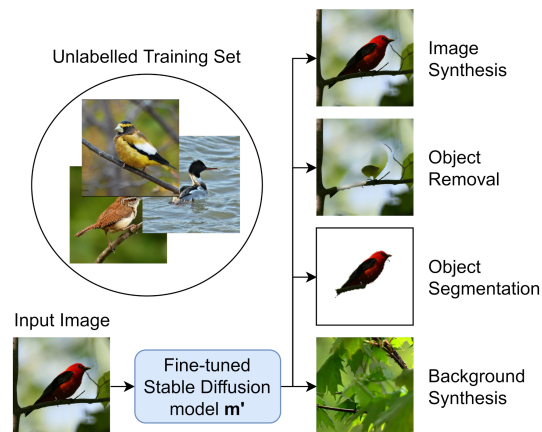 Unlabelled Training Set
Image
Synthesis
Object
Removal
Object
Segmentation
Input Image
Fine-tuned
Stable Diffusion
model m'
Background
Synthesis